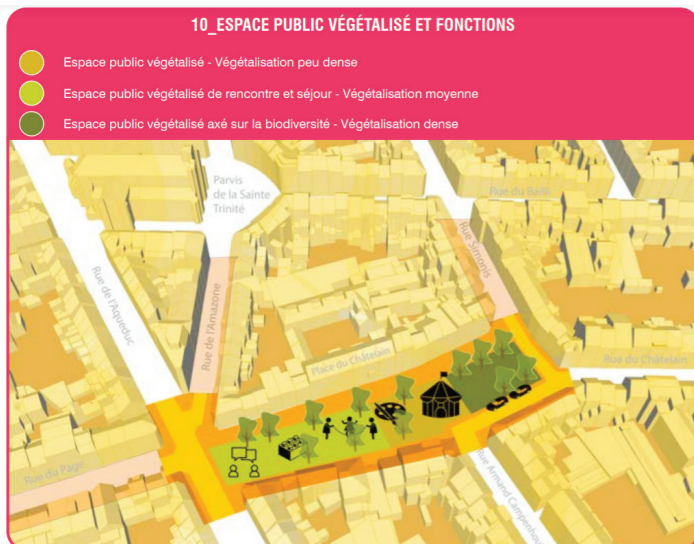 10_ESPACE PUBLIC VÉGÉTALISÉ ET FONCTIONS
Espace public végétalisé - Végétalisation peu dense
Espace public végétalisé de rencontre et séjour - Végétalisation moyenne
Espace public végétalisé axé sur la biodiversité - Végétalisation dense
Parvis
de la Sainte
Trinité
Rue du Bailli
Rue Simonis
Rue de l'Aqueduc
Rue de l'Amazone
Place du Châtelain
Rue du Châtelain
Rue du Page
Rue Armand Campenhout